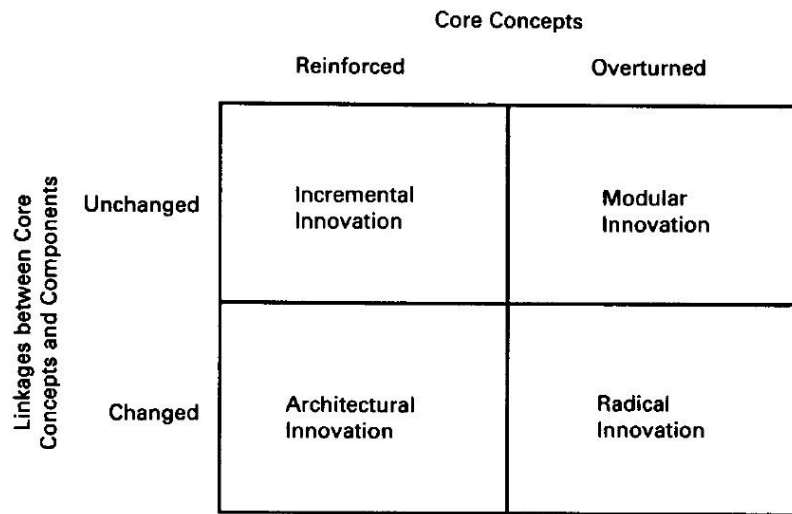 Core Concepts
Reinforced
Overturned
Linkages between Core
Concepts and Components
Unchanged
Incremental
Innovation
Modular
Innovation
Changed
Architectural
Innovation
Radical
Innovation